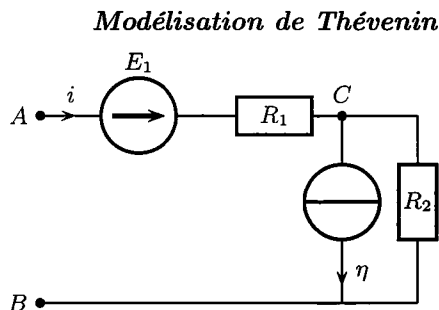 Modélisation de Thévenin
E₁
A i R₁ C
R₂
η
B